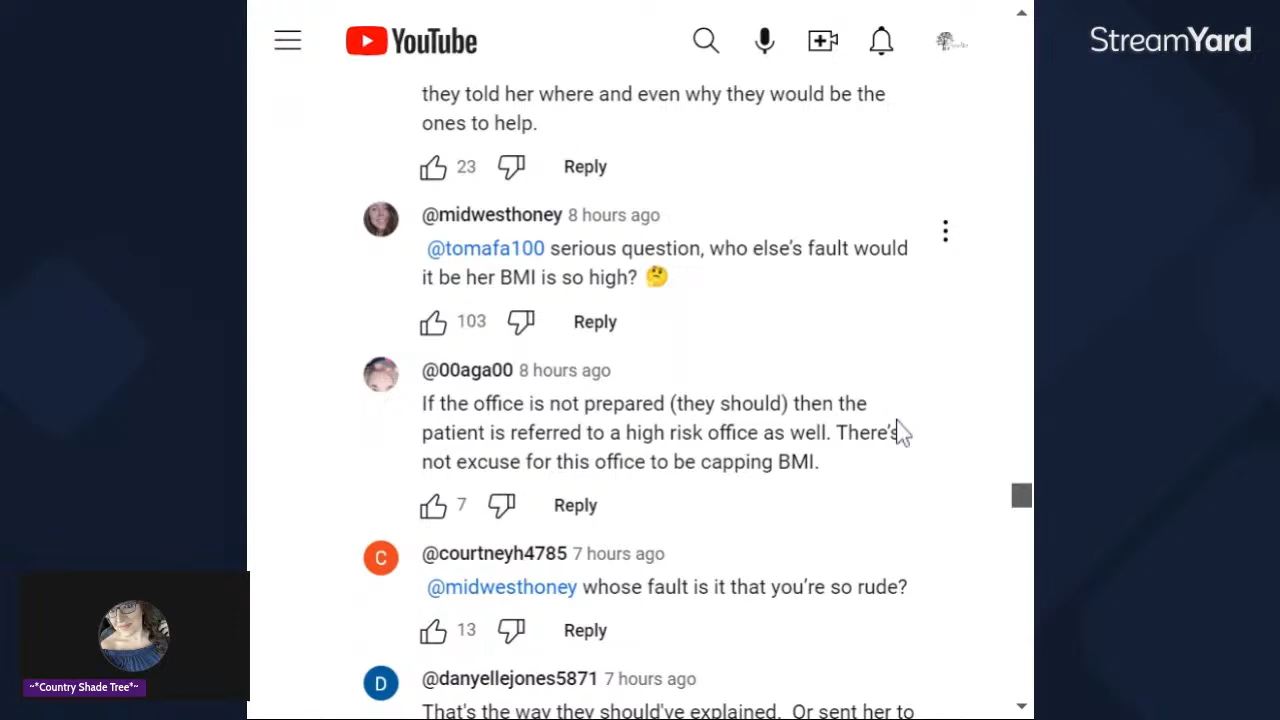 YouTube
StreamYard
they told her where and even why they would be the
ones to help.
23 Reply
@midwesthoney 8 hours ago
@tomafa100 serious question, who else's fault would
it be her BMI is so high? 🤔
103 Reply
@00aga00 8 hours ago
If the office is not prepared (they should) then the
patient is referred to a high risk office as well. There's
not excuse for this office to be capping BMI.
7 Reply
C
@courtneyh4785 7 hours ago
@midwesthoney whose fault is it that you're so rude?
13 Reply
D
@danyellejones5871 7 hours ago
That's the way they should've explained. Or sent her to
~*Country Shade Tree*~